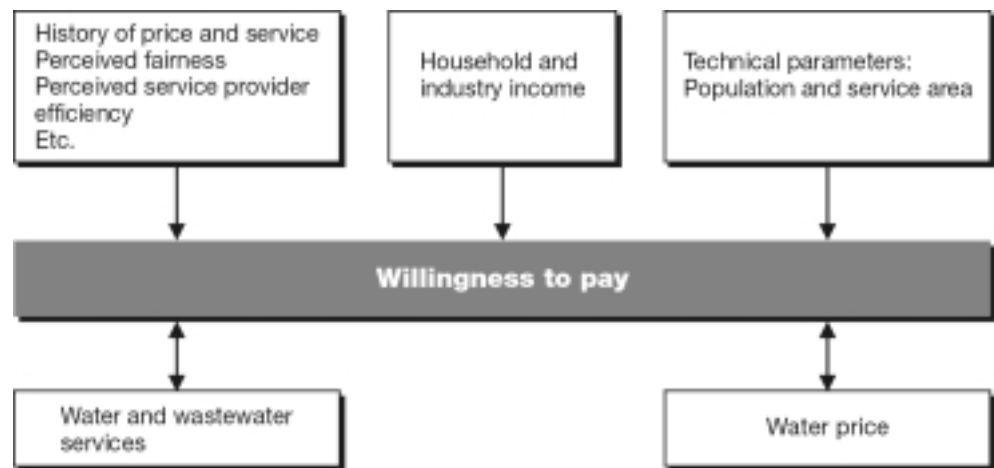 History of price and service
Perceived fairness
Perceived service provider
efficiency
Etc.
Household and
industry income
Technical parameters:
Population and service area
Willingness to pay
Water and wastewater
services
Water price